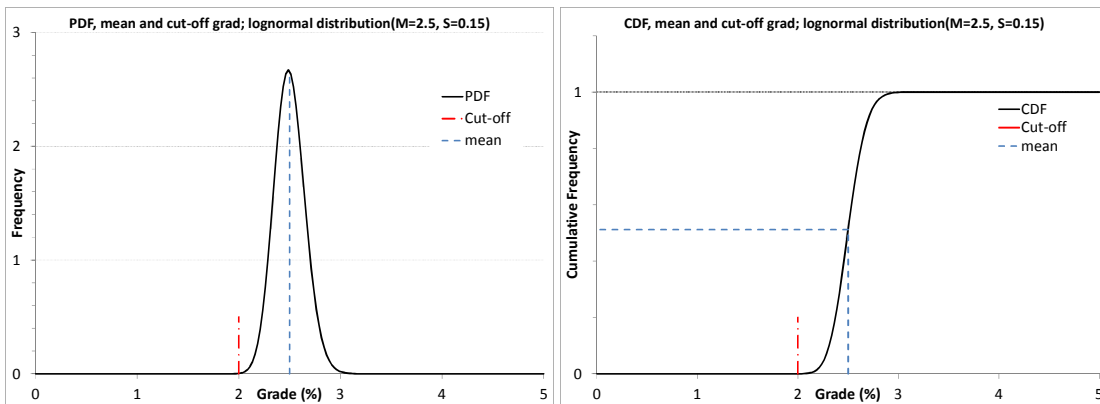 PDF, mean and cut-off grad; lognormal distribution(M=2.5, S=0.15)
3
2
1
0
Frequency
PDF
Cut-off
mean
0 1 2 3 4 5
Grade (%)
CDF, mean and cut-off grad; lognormal distribution(M=2.5, S=0.15)
1
0
Cumulative Frequency
CDF
Cut-off
mean
0 1 2 3 4 5
Grade (%)